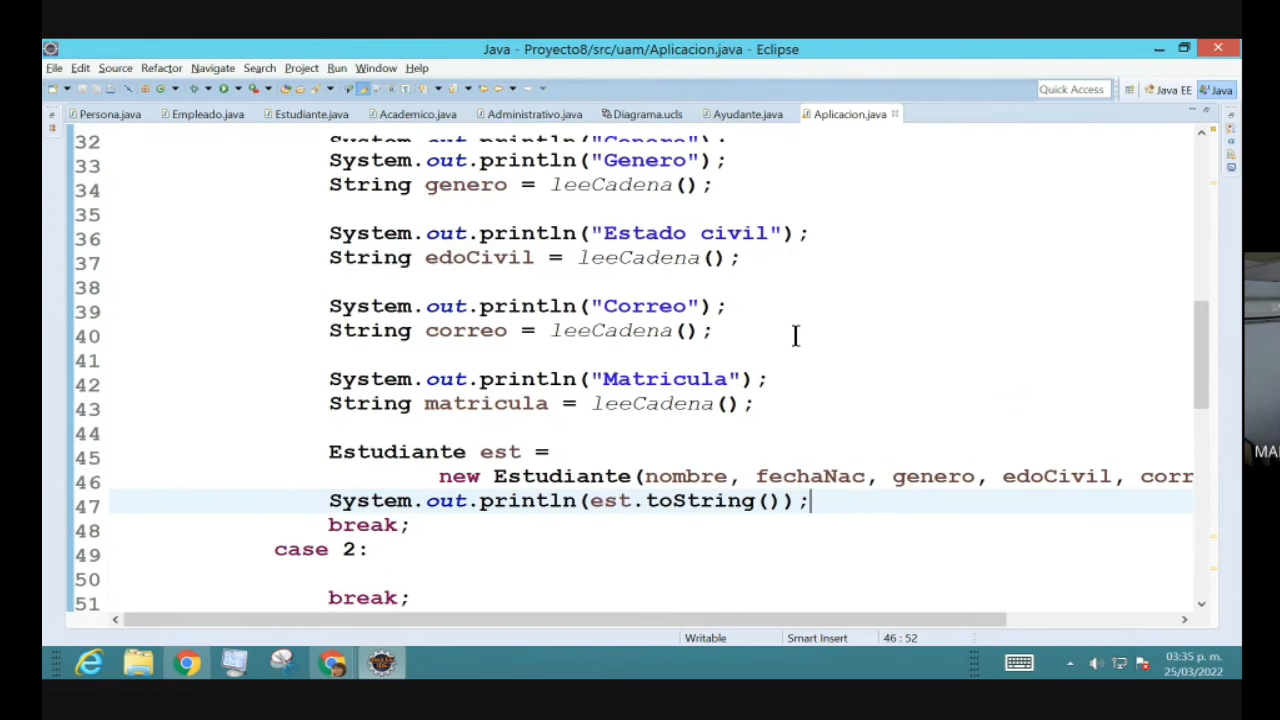 Java - Proyecto8/src/uam/Aplicacion.java - Eclipse
File Edit Source Refactor Navigate Search Project Run Window Help
Quick Access Java EE Java
Persona.java Empleado.java Estudiante.java Academico.java Administrativo.java Diagrama.ucls Ayudante.java Aplicacion.java
32
33 System.out.println("Genero");
34 String genero = leeCadena();
35
36 System.out.println("Estado civil");
37 String edoCivil = leeCadena();
38
39 System.out.println("Correo");
40 String correo = leeCadena();
41
42 System.out.println("Matricula");
43 String matricula = leeCadena();
44
45 Estudiante est =
46 new Estudiante(nombre, fechaNac, genero, edoCivil, corr
47 System.out.println(est.toString());
48 break;
49 case 2:
50
51 break;
Writable Smart Insert 46 : 52
03:35 p. m.
25/03/2022